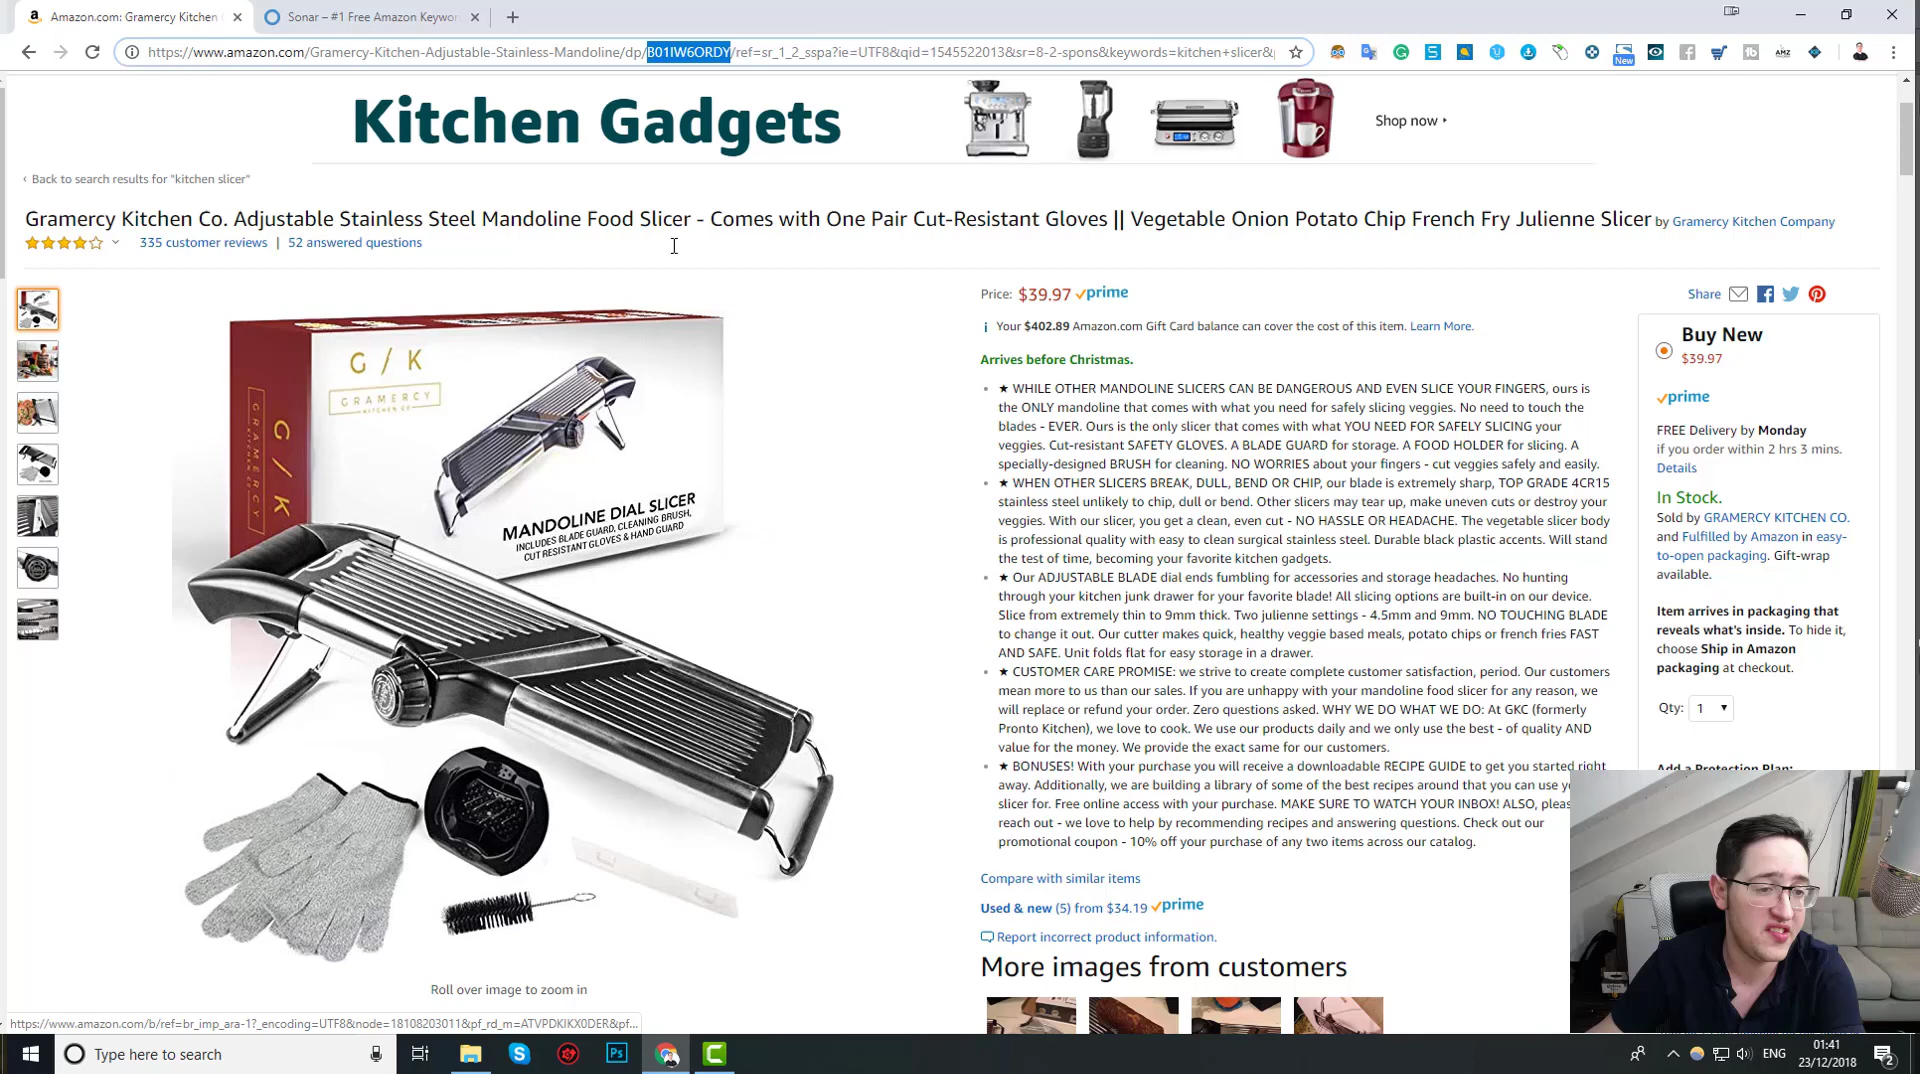 Amazon.com: Gramercy Kitchen
Sonar – #1 Free Amazon Keywor
https://www.amazon.com/Gramercy-Kitchen-Adjustable-Stainless-Mandoline/dp/B01IW6ORDY/ref=sr_1_2_sspa?ie=UTF8&qid=1545522013&sr=8-2-spons&keywords=kitchen+slicer&
New
AMZ
Kitchen Gadgets
Shop now
Back to search results for "kitchen slicer"
Gramercy Kitchen Co. Adjustable Stainless Steel Mandoline Food Slicer - Comes with One Pair Cut-Resistant Gloves || Vegetable Onion Potato Chip French Fry Julienne Slicer by Gramercy Kitchen Company
335 customer reviews | 52 answered questions
G / K
GRAMERCY
KITCHEN CO
G / K
GRAMERCY
MANDOLINE DIAL SLICER
INCLUDES BLADE GUARD, CLEANING BRUSH,
CUT RESISTANT GLOVES & HAND GUARD
Roll over image to zoom in
Price: $39.97 prime
Your $402.89 Amazon.com Gift Card balance can cover the cost of this item. Learn More.
Arrives before Christmas.
★ WHILE OTHER MANDOLINE SLICERS CAN BE DANGEROUS AND EVEN SLICE YOUR FINGERS, ours is
the ONLY mandoline that comes with what you need for safely slicing veggies. No need to touch the
blades - EVER. Ours is the only slicer that comes with what YOU NEED FOR SAFELY SLICING your
veggies. Cut-resistant SAFETY GLOVES. A BLADE GUARD for storage. A FOOD HOLDER for slicing. A
specially-designed BRUSH for cleaning. NO WORRIES about your fingers - cut veggies safely and easily.
★ WHEN OTHER SLICERS BREAK, DULL, BEND OR CHIP, our blade is extremely sharp, TOP GRADE 4CR15
stainless steel unlikely to chip, dull or bend. Other slicers may tear up, make uneven cuts or destroy your
veggies. With our slicer, you get a clean, even cut - NO HASSLE OR HEADACHE. The vegetable slicer body
is professional quality with easy to clean surgical stainless steel. Durable black plastic accents. Will stand
the test of time, becoming your favorite kitchen gadgets.
★ Our ADJUSTABLE BLADE dial ends fumbling for accessories and storage headaches. No hunting
through your kitchen junk drawer for your favorite blade! All slicing options are built-in on our device.
Slice from extremely thin to 9mm thick. Two julienne settings - 4.5mm and 9mm. NO TOUCHING BLADE
to change it out. Our cutter makes quick, healthy veggie based meals, potato chips or french fries FAST
AND SAFE. Unit folds flat for easy storage in a drawer.
★ CUSTOMER CARE PROMISE: we strive to create complete customer satisfaction, period. Our customers
mean more to us than our sales. If you are unhappy with your mandoline food slicer for any reason, we
will replace or refund your order. Zero questions asked. WHY WE DO WHAT WE DO: At GKC (formerly
Pronto Kitchen), we love to cook. We use our products daily and we only use the best - of quality AND
value for the money. We provide the exact same for our customers.
★ BONUSES! With your purchase you will receive a downloadable RECIPE GUIDE to get you started right
away. Additionally, we are building a library of some of the best recipes around that you can use yo
slicer for. Free online access with your purchase. MAKE SURE TO WATCH YOUR INBOX! ALSO, pleas
reach out - we love to help by recommending recipes and answering questions. Check out our
promotional coupon - 10% off your purchase of any two items across our catalog.
Compare with similar items
Used & new (5) from $34.19 prime
Report incorrect product information.
More images from customers
Share
Buy New
$39.97
prime
FREE Delivery by Monday
if you order within 2 hrs 3 mins.
Details
In Stock.
Sold by GRAMERCY KITCHEN CO.
and Fulfilled by Amazon in easy-
to-open packaging. Gift-wrap
available.
Item arrives in packaging that
reveals what's inside. To hide it,
choose Ship in Amazon
packaging at checkout.
Qty: 1
Add a Protection Plan:
https://www.amazon.com/b/ref=br_imp_ara-1?_encoding=UTF8&node=18108203011&pf_rd_m=ATVPDKIKX0DER&pf...
Type here to search
Ps
ENG
01:41
23/12/2018
2